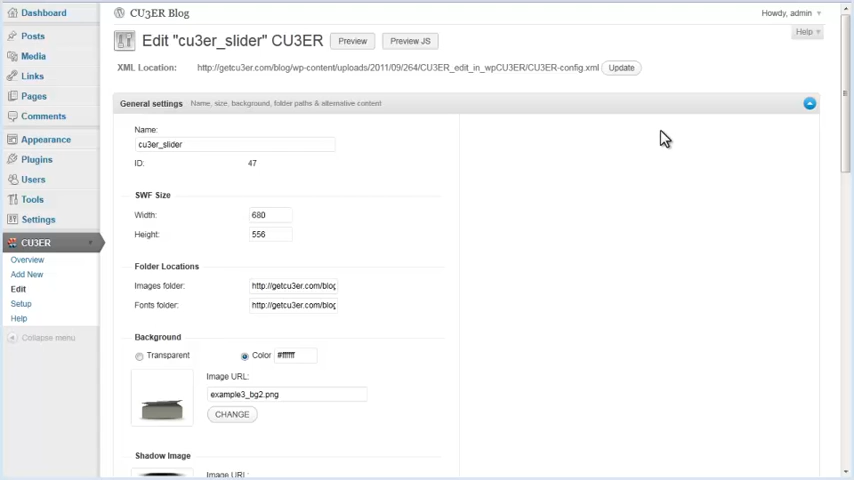 Dashboard
Posts
Media
Links
Pages
Comments
Appearance
Plugins
Users
Tools
Settings
CU3ER
Overview
Add New
Edit
Setup
Help
Collapse menu
CU3ER Blog
Howdy, admin
Help
Edit "cu3er_slider" CU3ER
Preview
Preview JS
XML Location: http://getcu3er.com/blog/wp-content/uploads/2011/09/264/CU3ER_edit_in_wpCU3ER/CU3ER-config.xml Update
General settings Name, size, background, folder paths & alternative content
Name:
cu3er_slider
ID: 47
SWF Size
Width: 680
Height: 556
Folder Locations
Images folder: http://getcu3er.com/blog
Fonts folder: http://getcu3er.com/blog
Background
Transparent Color #ffffff
Image URL:
example3_bg2.png
CHANGE
Shadow Image
Image URL: